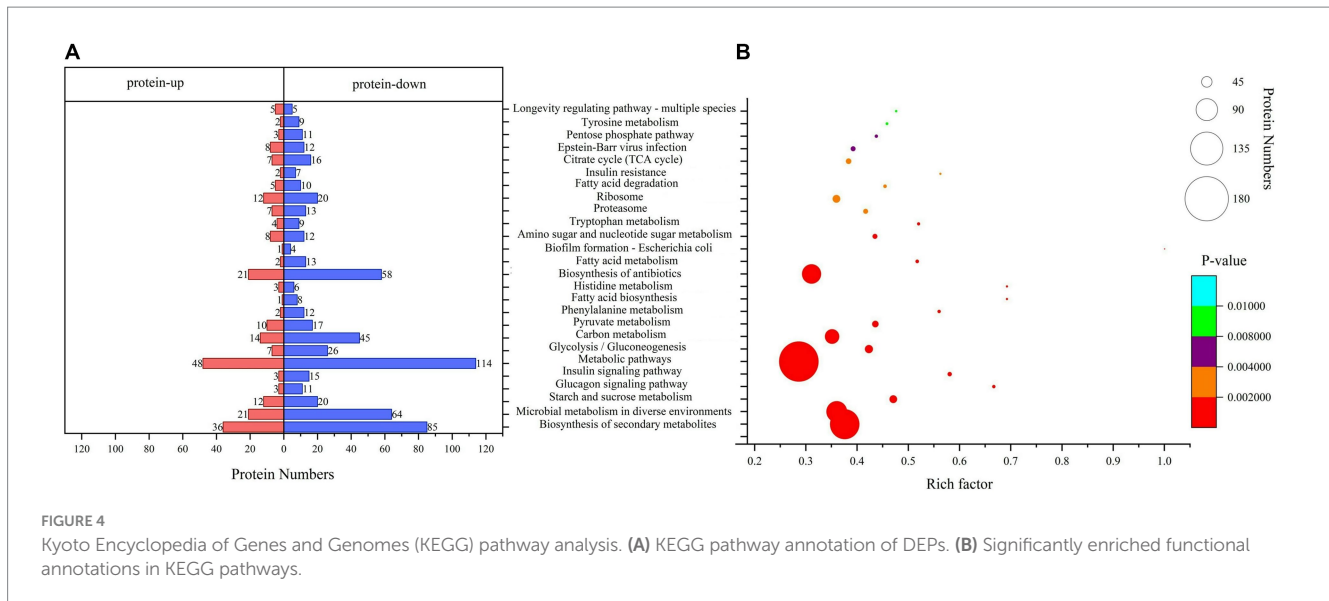 A
B
protein-up protein-down
5 5 Longevity regulating pathway - multiple species
2 9 Tyrosine metabolism
3 11 Pentose phosphate pathway
8 12 Epstein-Barr virus infection
7 16 Citrate cycle (TCA cycle)
2 7 Insulin resistance
5 10 Fatty acid degradation
12 20 Ribosome
7 13 Proteasome
4 9 Tryptophan metabolism
8 12 Amino sugar and nucleotide sugar metabolism
1 4 Biofilm formation - Escherichia coli
2 13 Fatty acid metabolism
21 58 Biosynthesis of antibiotics
3 6 Histidine metabolism
1 8 Fatty acid biosynthesis
2 12 Phenylalanine metabolism
10 17 Pyruvate metabolism
14 45 Carbon metabolism
7 26 Glycolysis / Gluconeogenesis
48 114 Metabolic pathways
3 15 Insulin signaling pathway
3 11 Glucagon signaling pathway
12 20 Starch and sucrose metabolism
21 64 Microbial metabolism in diverse environments
36 85 Biosynthesis of secondary metabolites
120 100 80 60 40 20 0 20 40 60 80 100 120
Protein Numbers
0.2 0.3 0.4 0.5 0.6 0.7 0.8 0.9 1.0
Rich factor
45
90
135
180
Protein Numbers
P-value
0.01000
0.008000
0.004000
0.002000
FIGURE 4
Kyoto Encyclopedia of Genes and Genomes (KEGG) pathway analysis. (A) KEGG pathway annotation of DEPs. (B) Significantly enriched functional
annotations in KEGG pathways.